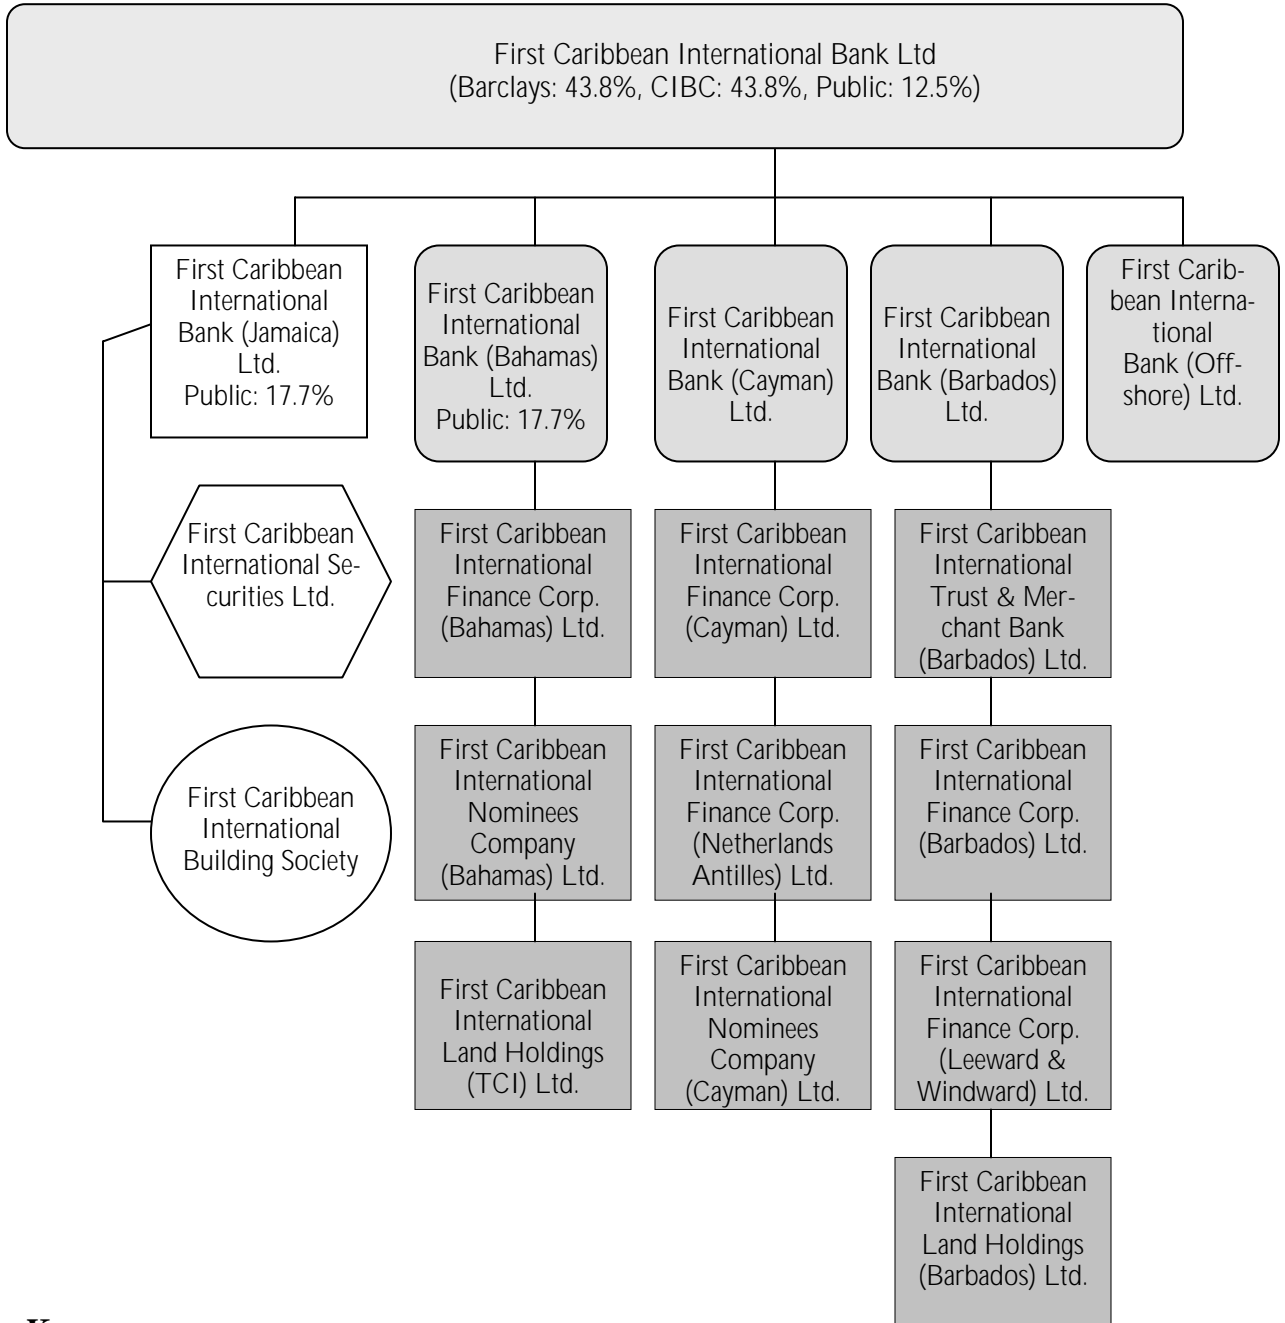 First Caribbean International Bank Ltd
(Barclays: 43.8%, CIBC: 43.8%, Public: 12.5%)
First Caribbean
International
Bank (Jamaica)
Ltd.
Public: 17.7%
First Caribbean
International
Bank (Bahamas)
Ltd.
Public: 17.7%
First Caribbean
International
Bank (Cayman)
Ltd.
First Caribbean
International
Bank (Barbados)
Ltd.
First Carib-
bean Interna-
tional
Bank (Off-
shore) Ltd.
First Caribbean
International Se-
curities Ltd.
First Caribbean
International
Finance Corp.
(Bahamas) Ltd.
First Caribbean
International
Finance Corp.
(Cayman) Ltd.
First Caribbean
International
Trust & Mer-
chant Bank
(Barbados) Ltd.
First Caribbean
International
Building Society
First Caribbean
International
Nominees
Company
(Bahamas) Ltd.
First Caribbean
International
Finance Corp.
(Netherlands
Antilles) Ltd.
First Caribbean
International
Finance Corp.
(Barbados) Ltd.
First Caribbean
International
Land Holdings
(TCI) Ltd.
First Caribbean
International
Nominees
Company
(Cayman) Ltd.
First Caribbean
International
Finance Corp.
(Leeward &
Windward) Ltd.
First Caribbean
International
Land Holdings
(Barbados) Ltd.